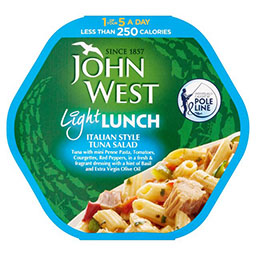 1 OF YOUR 5 A DAY
LESS THAN 250 CALORIES
SINCE 1857
JOHN
WEST
Light LUNCH
ITALIAN STYLE
TUNA SALAD
Tuna with mini Penne Pasta, Tomatoes,
Courgettes, Red Peppers, in a fresh &
fragrant dressing with a hint of Basil
and Extra Virgin Olive Oil
POLE
LINE